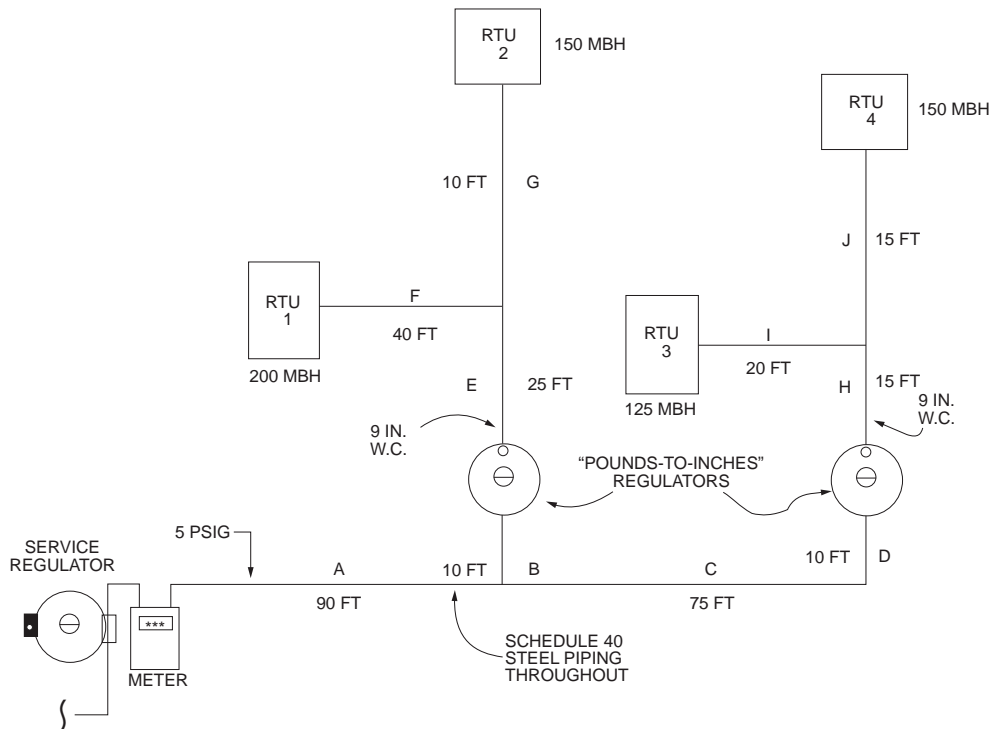 RTU
2
150 MBH
RTU
4
150 MBH
10 FT
G
J
15 FT
RTU
1
F
40 FT
200 MBH
RTU
3
I
20 FT
125 MBH
E
25 FT
H
15 FT
9 IN.
W.C.
9 IN.
W.C.
“POUNDS-TO-INCHES”
REGULATORS
5 PSIG
SERVICE
REGULATOR
A
90 FT
10 FT
B
C
75 FT
10 FT
D
***
METER
SCHEDULE 40
STEEL PIPING
THROUGHOUT